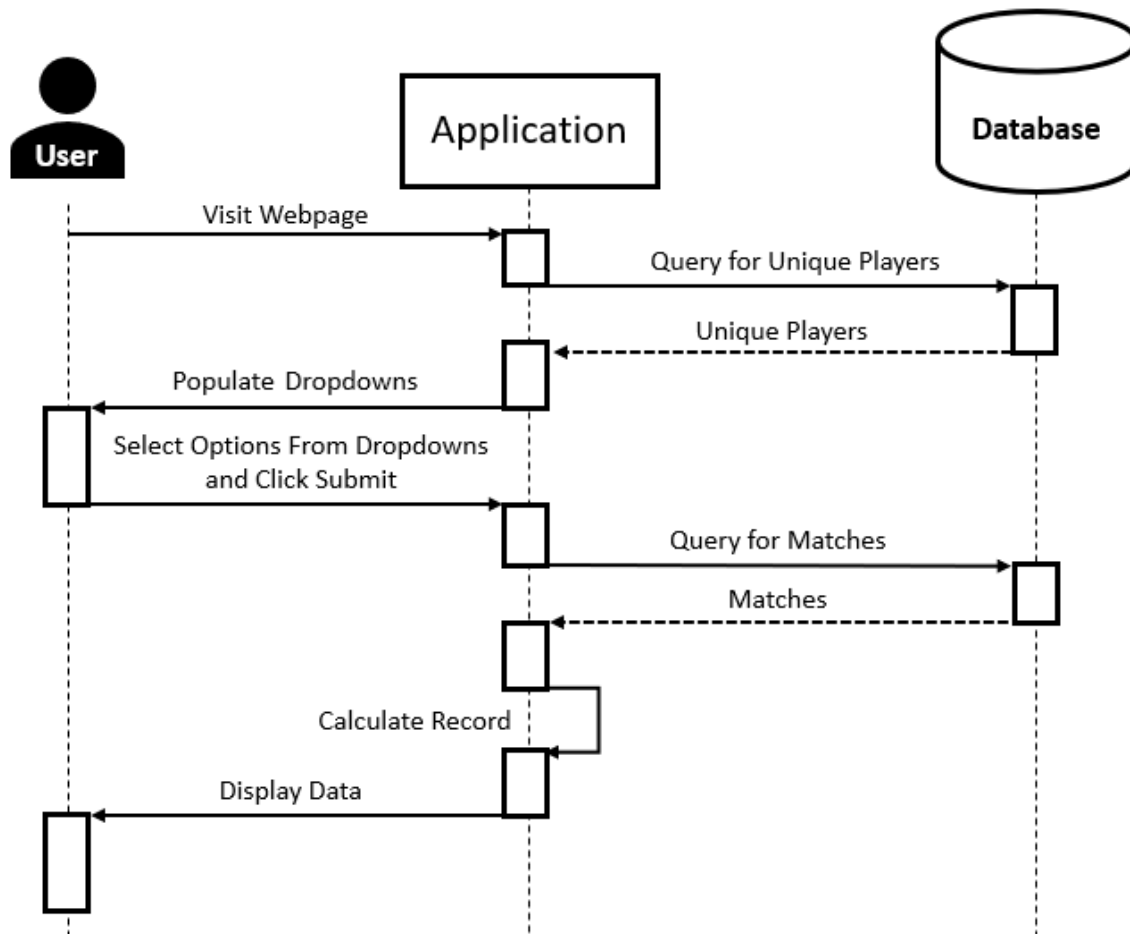 User
Application
Database
Visit Webpage
Query for Unique Players
Unique Players
Populate Dropdowns
Select Options From Dropdowns
and Click Submit
Query for Matches
Matches
Calculate Record
Display Data